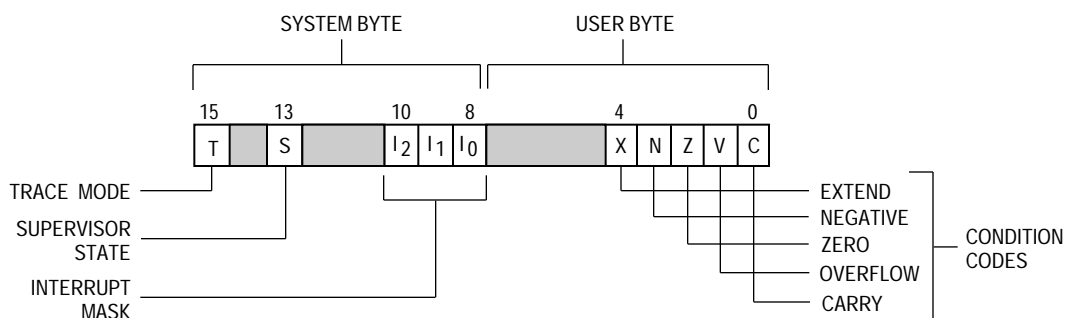 SYSTEM BYTE USER BYTE
15 13 10 8 4 0
T S I2 I1 I0 X N Z V C
TRACE MODE
SUPERVISOR
STATE
INTERRUPT
MASK
EXTEND
NEGATIVE
ZERO
OVERFLOW
CARRY
CONDITION
CODES